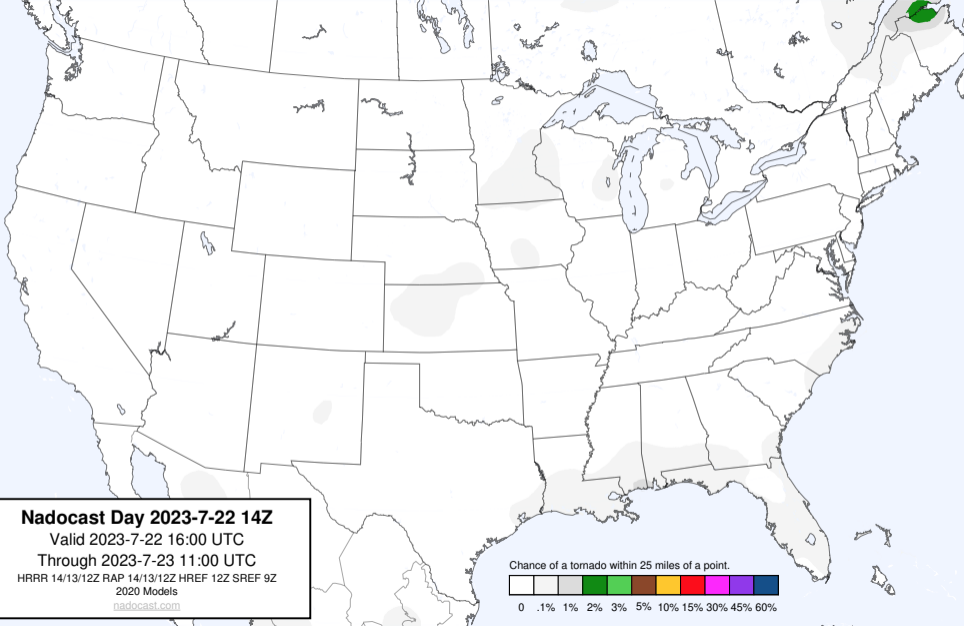 Nadocast Day 2023-7-22 14Z
Valid 2023-7-22 16:00 UTC
Through 2023-7-23 11:00 UTC
HRRR 14/13/12Z RAP 14/13/12Z HREF 12Z SREF 9Z
2020 Models
nadocast.com
Chance of a tornado within 25 miles of a point.
0 .1% 1% 2% 3% 5% 10% 15% 30% 45% 60%